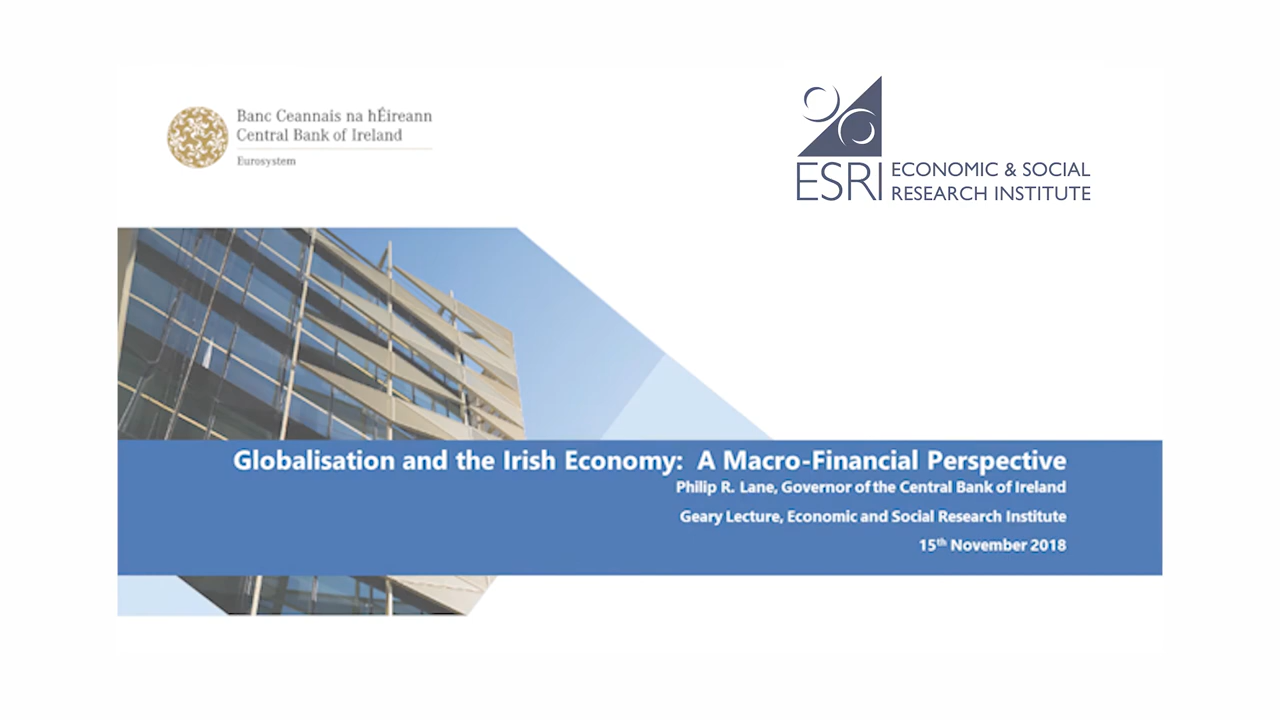 Banc Ceannais na hÉireann
Central Bank of Ireland
Eurosystem
ESRI
ECONOMIC & SOCIAL
RESEARCH INSTITUTE
Globalisation and the Irish Economy: A Macro-Financial Perspective
Philip R. Lane, Governor of the Central Bank of Ireland
Geary Lecture, Economic and Social Research Institute
15th November 2018